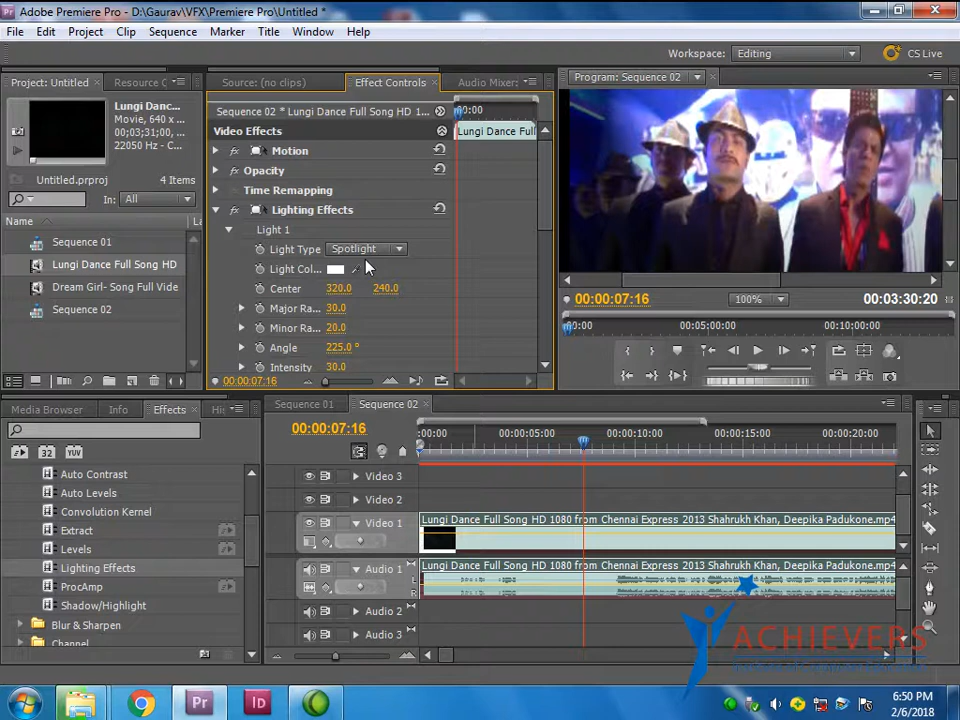 Adobe Premiere Pro - D:\Gaurav\VFX\Premiere Pro\Untitled *
File Edit Project Clip Sequence Marker Title Window Help
Workspace: Editing CS Live
Project: Untitled × Resource C
Lungi Danc...
Movie, 640 x
00;03;31;00,
146.25 MB
Untitled.prproj 4 Items
In: All
Name La
Sequence 01
Lungi Dance Full Song HD
Dream Girl- Song Full Vide
Sequence 02
Source: (no clips) Effect Controls × Audio Mixer:
Sequence 02 * Lungi Dance Full Song HD 1...
:00:00
Video Effects
Lungi Dance Full
Motion
Opacity
Time Remapping
Lighting Effects
Light 1
Light Type Spotlight
Light Col...
Center 320.0 240.0
Major Ra... 30.0
Minor Ra... 20.0
Angle 225.0 °
Intensity 30.0
00:00:07:16
Program: Sequence 02 ×
00:00:07:16 100% 00:03:30:20
00:00 00:05:00:00 00:10:00:00
Media Browser Info Effects × Hi
32 YUV
Auto Contrast
Auto Levels
Convolution Kernel
Extract
Levels
Lighting Effects
ProcAmp
Shadow/Highlight
Blur & Sharpen
Channel
Sequence 01 Sequence 02 ×
00:00:07:16
:00:00 00:00:05:00 00:00:10:00 00:00:15:00 00:00:20:00
Video 3
Video 2
Video 1
Lungi Dance Full Song HD 1080 from Chennai Express 2013 Shahrukh Khan, Deepika Padukone.mp4
Audio 1
L
R
Lungi Dance Full Song HD 1080 from Chennai Express 2013 Shahrukh Khan, Deepika Padukone.mp4
Audio 2
Audio 3
ACHIEVERS
Pr Id
6:50 PM
2/6/2018